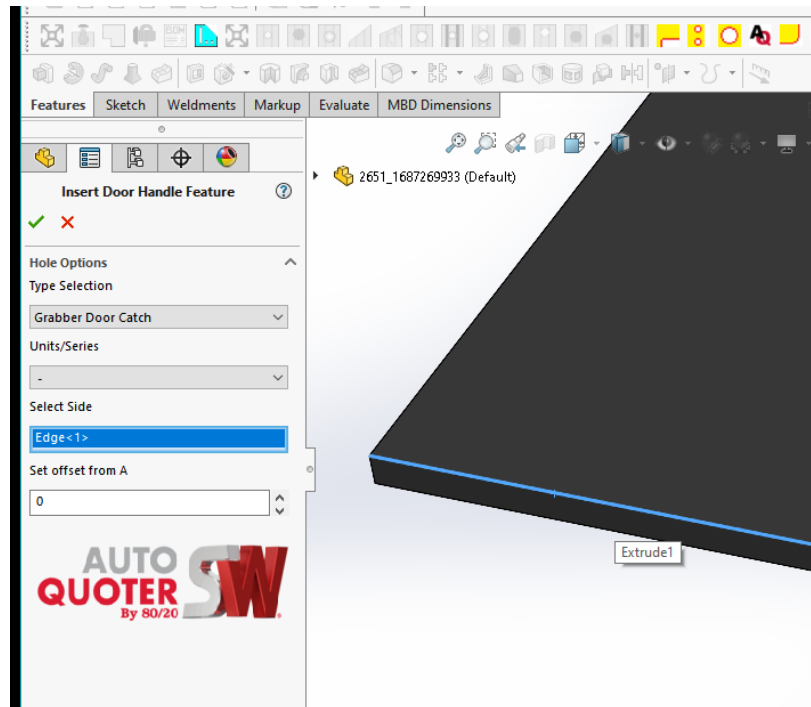 Features Sketch Weldments Markup Evaluate MBD Dimensions
Insert Door Handle Feature
2651_1687269933 (Default)
Hole Options
Type Selection
Grabber Door Catch
Units/Series
-
Select Side
Edge<1>
Set offset from A
0
AUTO
QUOTER
By 80/20
SW
Extrude1